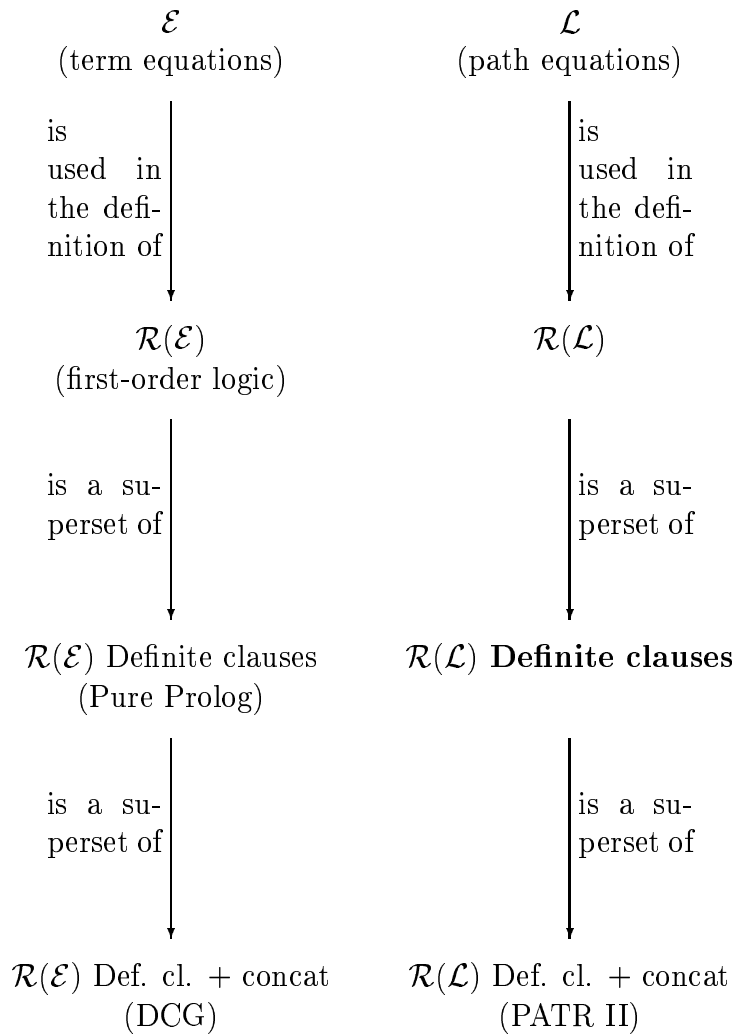 ℰ
(term equations)
is
used in
the defi-
nition of
ℛ(ℰ)
(first-order logic)
is a su-
perset of
ℛ(ℰ) Definite clauses
(Pure Prolog)
is a su-
perset of
ℛ(ℰ) Def. cl. + concat
(DCG)
ℒ
(path equations)
is
used in
the defi-
nition of
ℛ(ℒ)
is a su-
perset of
ℛ(ℒ) Definite clauses
is a su-
perset of
ℛ(ℒ) Def. cl. + concat
(PATR II)